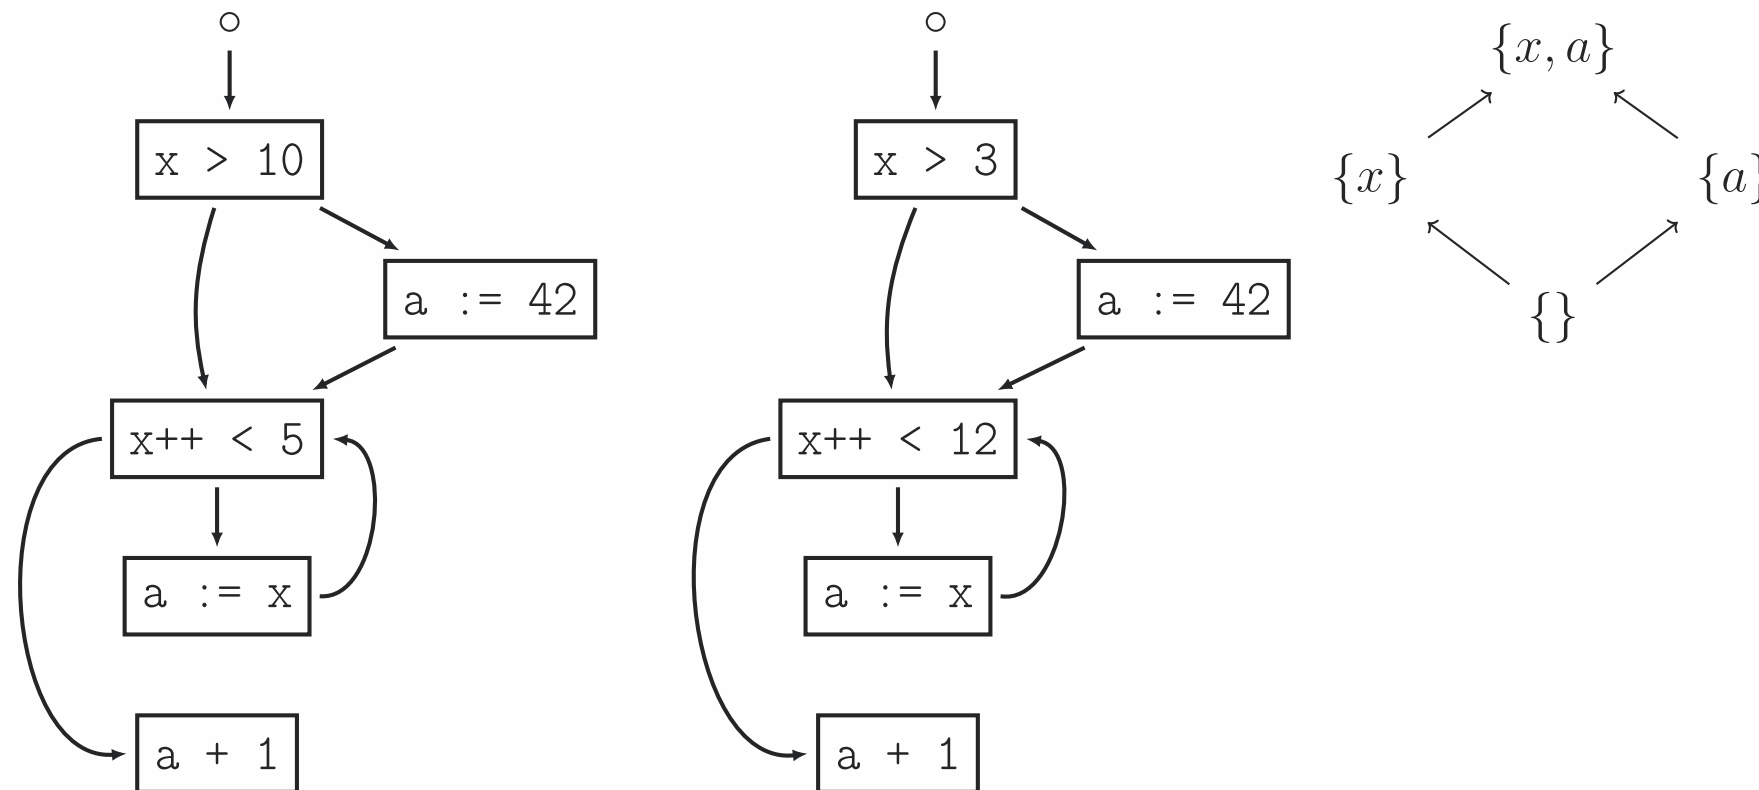 x > 10
a := 42
x++ < 5
a := x
a + 1
x > 3
a := 42
x++ < 12
a := x
a + 1
{x, a}
{x}
{a}
{}